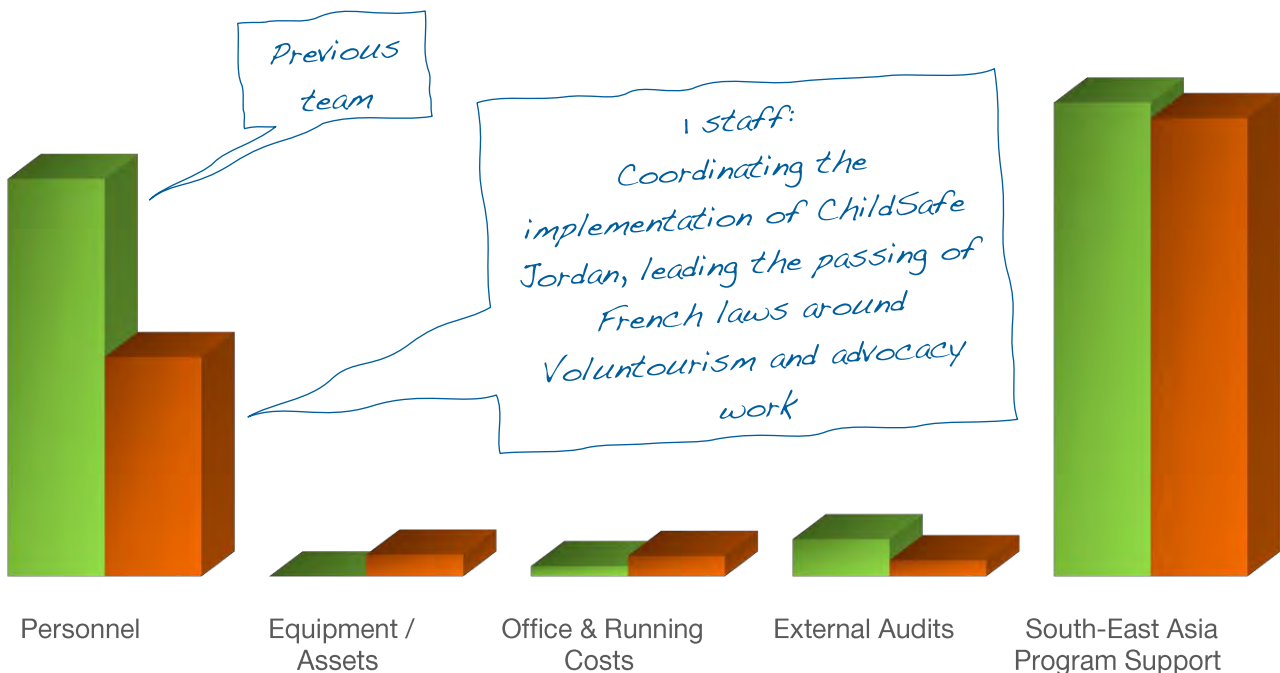 Previous
team
1 staff:
Coordinating the
implementation of ChildSafe
Jordan, leading the passing of
French laws around
Voluntourism and advocacy
work
Personnel
Equipment /
Assets
Office & Running
Costs
External Audits
South-East Asia
Program Support